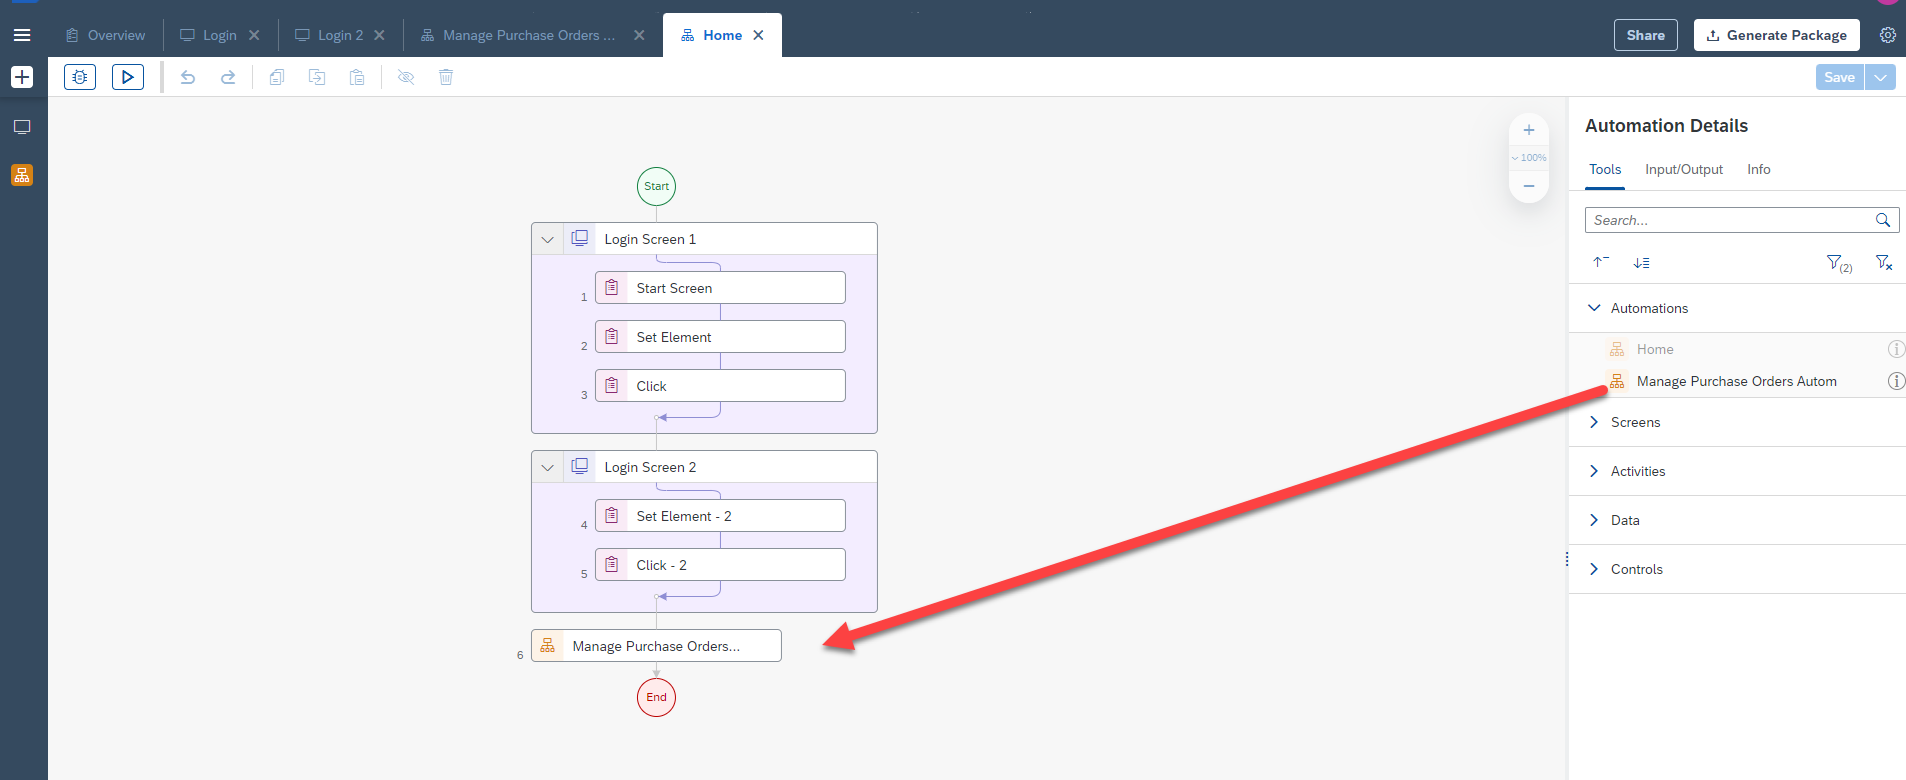 Overview
Login
Login 2
Manage Purchase Orders ...
Home
Share
Generate Package
Save
100%
Start
Login Screen 1
1
Start Screen
2
Set Element
3
Click
Login Screen 2
4
Set Element - 2
5
Click - 2
6
Manage Purchase Orders...
End
Automation Details
Tools
Input/Output
Info
Search...
(2)
Automations
Home
Manage Purchase Orders Autom
Screens
Activities
Data
Controls